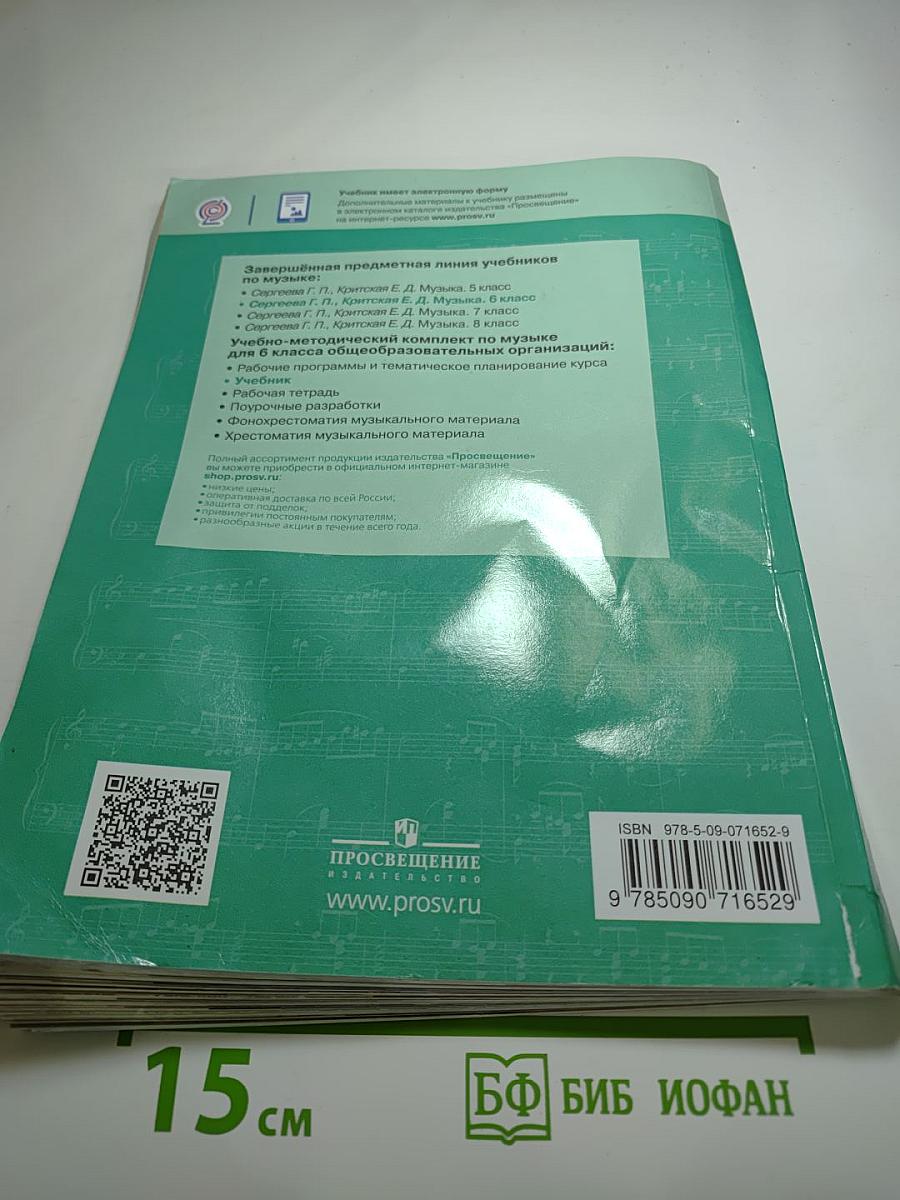 Учебник имеет электронную форму
Дополнительные материалы к учебнику размещены
в электронном каталоге издательства «Просвещение»
на интернет-ресурсе www.prosv.ru
Завершённая предметная линия учебников
по музыке:
• Сергеева Г. П., Критская Е. Д. Музыка. 5 класс
• Сергеева Г. П., Критская Е. Д. Музыка. 6 класс
• Сергеева Г. П., Критская Е. Д. Музыка. 7 класс
• Сергеева Г. П., Критская Е. Д. Музыка. 8 класс
Учебно-методический комплект по музыке
для 6 класса общеобразовательных организаций:
• Рабочие программы и тематическое планирование курса
• Учебник
• Рабочая тетрадь
• Поурочные разработки
• Фонохрестоматия музыкального материала
• Хрестоматия музыкального материала
Полный ассортимент продукции издательства «Просвещение»
вы можете приобрести в официальном интернет-магазине
shop.prosv.ru:
• низкие цены;
• оперативная доставка по всей России;
• защита от подделок;
• привилегии постоянным покупателям;
• разнообразные акции в течение всего года.
ПРОСВЕЩЕНИЕ
ИЗДАТЕЛЬСТВО
www.prosv.ru
ISBN 978-5-09-071652-9
9 785090 716529
15 см
БФ БИБ ИОФАН